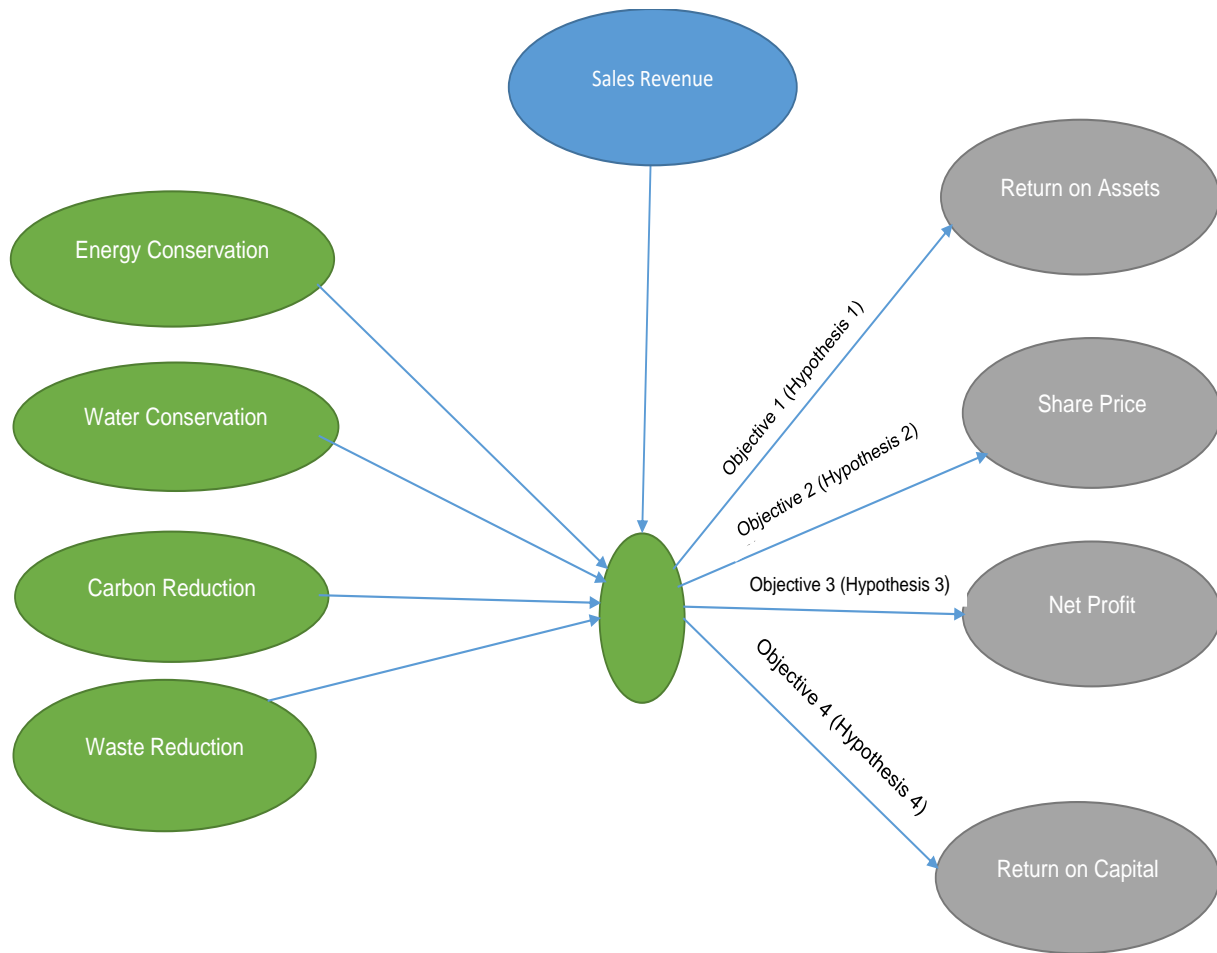 Sales Revenue
Return on Assets
Energy Conservation
Share Price
Water Conservation
Objective 1 (Hypothesis 1)
Objective 2 (Hypothesis 2)
Carbon Reduction
Objective 3 (Hypothesis 3)
Net Profit
Objective 4 (Hypothesis 4)
Waste Reduction
Return on Capital